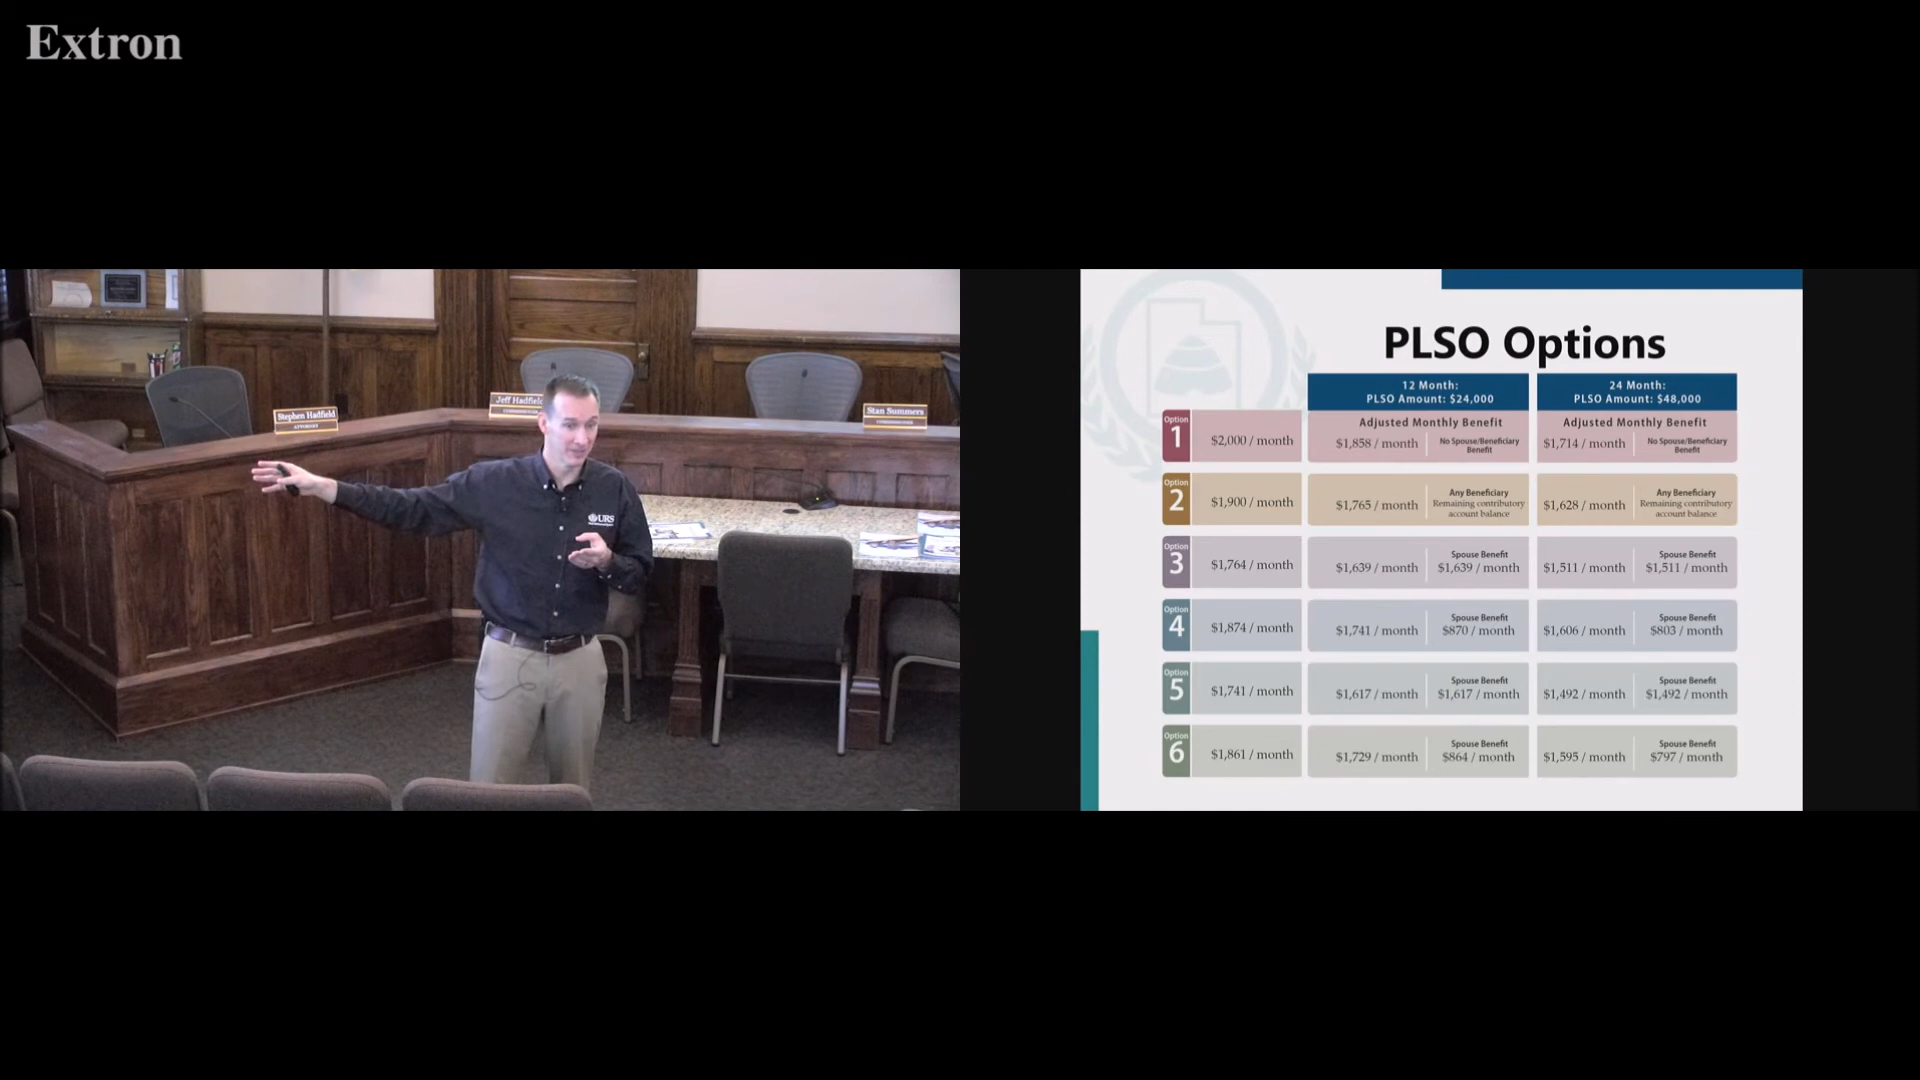 Extron
Stephen Hadfield
ATTORNEY
Jeff Hadfield
Stan Summers
COMMISSIONER
URS
PLSO Options
12 Month:
PLSO Amount: $24,000
24 Month:
PLSO Amount: $48,000
Option
1
$2,000 / month
Adjusted Monthly Benefit
$1,858 / month
No Spouse/Beneficiary
Benefit
Adjusted Monthly Benefit
$1,714 / month
No Spouse/Beneficiary
Benefit
Option
2
$1,900 / month
$1,765 / month
Any Beneficiary
Remaining contributory
account balance
$1,628 / month
Any Beneficiary
Remaining contributory
account balance
Option
3
$1,764 / month
$1,639 / month
Spouse Benefit
$1,639 / month
$1,511 / month
Spouse Benefit
$1,511 / month
Option
4
$1,874 / month
$1,741 / month
Spouse Benefit
$870 / month
$1,606 / month
Spouse Benefit
$803 / month
Option
5
$1,741 / month
$1,617 / month
Spouse Benefit
$1,617 / month
$1,492 / month
Spouse Benefit
$1,492 / month
Option
6
$1,861 / month
$1,729 / month
Spouse Benefit
$864 / month
$1,595 / month
Spouse Benefit
$797 / month